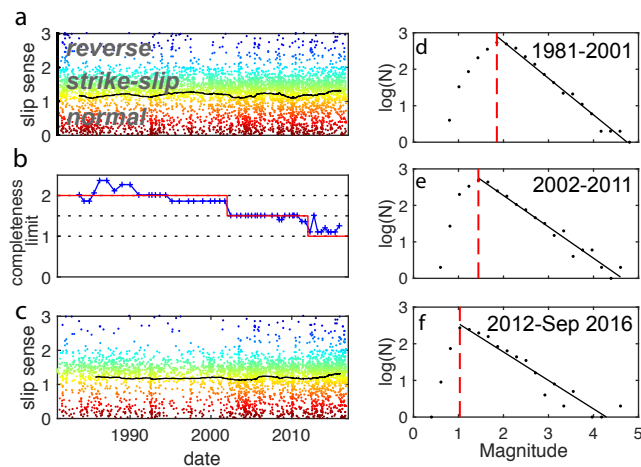 a
slip sense
3
2
1
0
reverse
strike-slip
normal
b
completeness
limit
2
1
c
slip sense
3
2
1
0
1990
2000
2010
date
d
1981-2001
log(N)
3
2
1
0
e
2002-2011
log(N)
3
2
1
0
f
2012-Sep 2016
log(N)
3
2
1
0
0
1
2
3
4
5
Magnitude